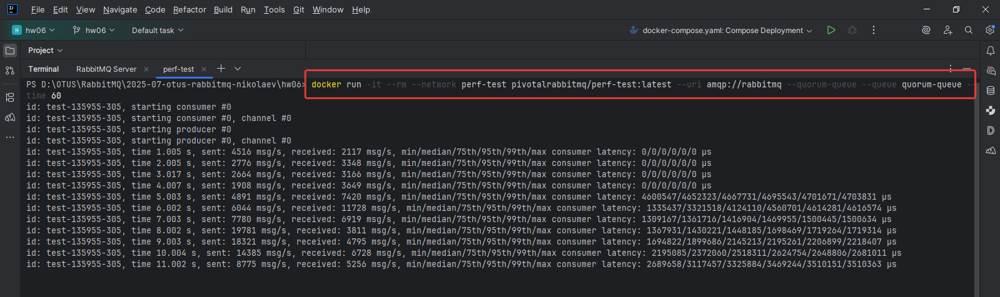 File Edit View Navigate Code Refactor Build Run Tools Git Window Help
H hw06 hw06 Default task docker-compose.yaml: Compose Deployment
Project
Terminal RabbitMQ Server perf-test
PS D:\OTUS\RabbitMQ\2025-07-otus-rabbitmq-nikolaev\hw06> docker run -it --rm --network perf-test pivotalrabbitmq/perf-test:latest --uri amqp://rabbitmq --quorum-queue --queue quorum-queue --
time 60
id: test-135955-305, starting consumer #0
id: test-135955-305, starting consumer #0, channel #0
id: test-135955-305, starting producer #0
id: test-135955-305, starting producer #0, channel #0
id: test-135955-305, time 1.005 s, sent: 4516 msg/s, received: 2117 msg/s, min/median/75th/95th/99th/max consumer latency: 0/0/0/0/0/0 µs
id: test-135955-305, time 2.005 s, sent: 2776 msg/s, received: 3348 msg/s, min/median/75th/95th/99th/max consumer latency: 0/0/0/0/0/0 µs
id: test-135955-305, time 3.017 s, sent: 2664 msg/s, received: 3166 msg/s, min/median/75th/95th/99th/max consumer latency: 0/0/0/0/0/0 µs
id: test-135955-305, time 4.007 s, sent: 1908 msg/s, received: 3649 msg/s, min/median/75th/95th/99th/max consumer latency: 0/0/0/0/0/0 µs
id: test-135955-305, time 5.003 s, sent: 4891 msg/s, received: 7420 msg/s, min/median/75th/95th/99th/max consumer latency: 4600547/4652323/4667731/4695543/4701671/4703831 µs
id: test-135955-305, time 6.002 s, sent: 6044 msg/s, received: 11728 msg/s, min/median/75th/95th/99th/max consumer latency: 1335437/3321518/4124110/4560701/4614281/4616574 µs
id: test-135955-305, time 7.003 s, sent: 7780 msg/s, received: 6919 msg/s, min/median/75th/95th/99th/max consumer latency: 1309167/1361716/1416904/1469955/1500445/1500634 µs
id: test-135955-305, time 8.002 s, sent: 19781 msg/s, received: 3811 msg/s, min/median/75th/95th/99th/max consumer latency: 1367931/1430221/1448185/1698469/1719264/1719314 µs
id: test-135955-305, time 9.003 s, sent: 18321 msg/s, received: 4795 msg/s, min/median/75th/95th/99th/max consumer latency: 1694822/1899686/2145213/2195261/2206899/2218407 µs
id: test-135955-305, time 10.004 s, sent: 14385 msg/s, received: 6728 msg/s, min/median/75th/95th/99th/max consumer latency: 2195085/2372060/2518311/2624754/2648806/2681011 µs
id: test-135955-305, time 11.002 s, sent: 8775 msg/s, received: 5256 msg/s, min/median/75th/95th/99th/max consumer latency: 2689658/3117457/3325884/3469244/3510151/3510363 µs